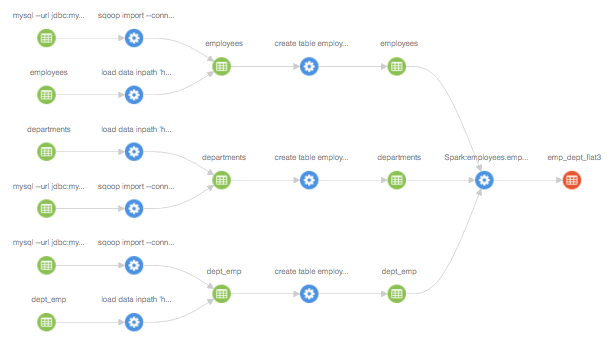 mysql --url jdbc:my... sqoop import --conn...
employees create table employ... employees
employees load data inpath 'h...
departments load data inpath 'h...
departments create table employ... departments Spark:employees.emp... emp_dept_flat3
mysql --url jdbc:my... sqoop import --conn...
mysql --url jdbc:my... sqoop import --conn...
dept_emp create table employ... dept_emp
dept_emp load data inpath 'h...